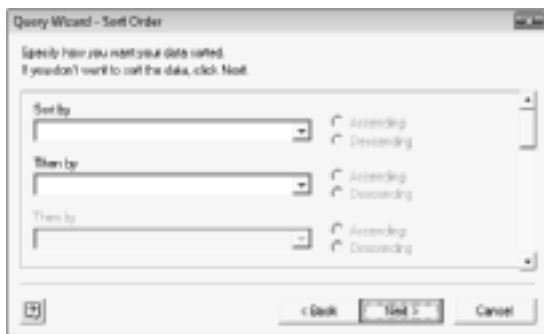 Query Wizard - Sort Order
Specify how you want your data sorted.
If you don't want to sort the data, click Next.
Sort by
Ascending
Descending
Then by
Ascending
Descending
Then by
Ascending
Descending
?
< Back
Next >
Cancel